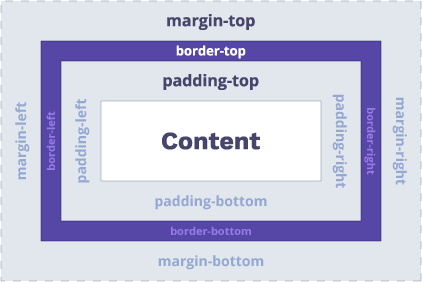 margin-top
border-top
padding-top
margin-left
border-left
padding-left
Content
padding-right
border-right
margin-right
padding-bottom
border-bottom
margin-bottom